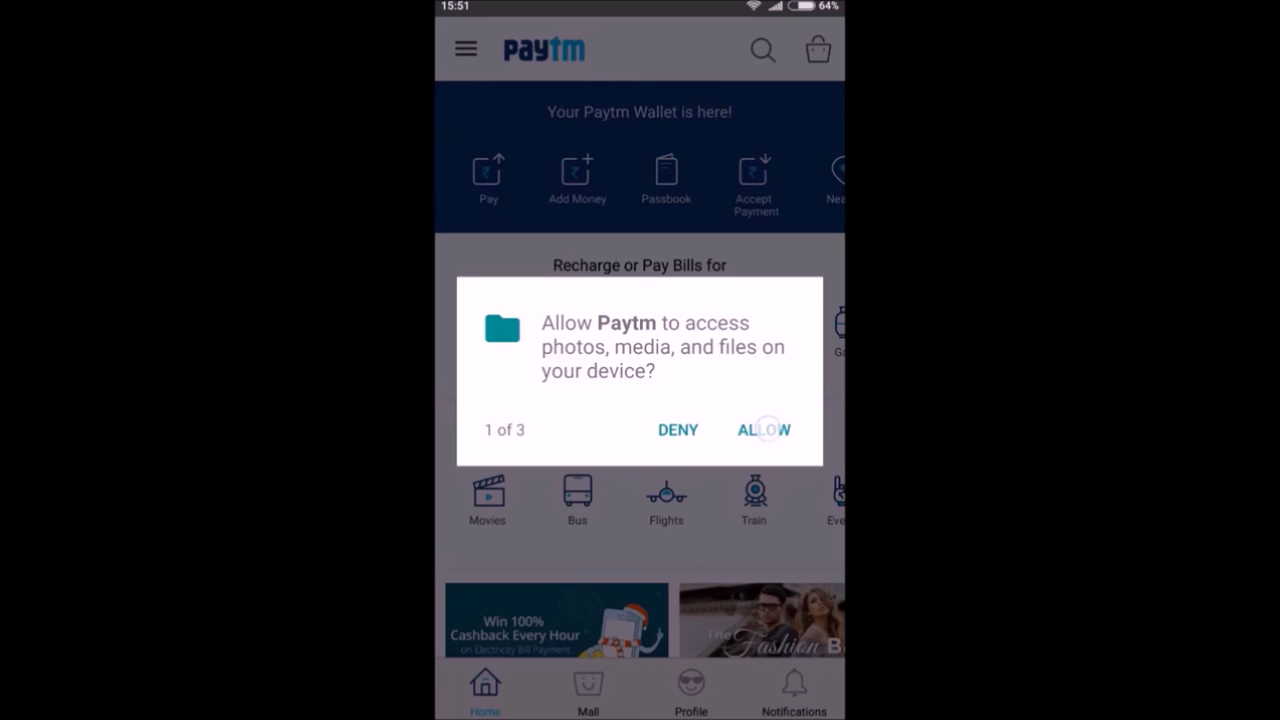 15:51
64%
paytm
Your Paytm Wallet is here!
Pay
Add Money
Passbook
Accept
Payment
Nea
Recharge or Pay Bills for
Ga
Allow Paytm to access
photos, media, and files on
your device?
1 of 3
DENY
ALLOW
Movies
Bus
Flights
Train
Eve
Win 100%
Cashback Every Hour
on Electricity Bill Payment
The
Fashion B
Home
Mall
Profile
Notifications